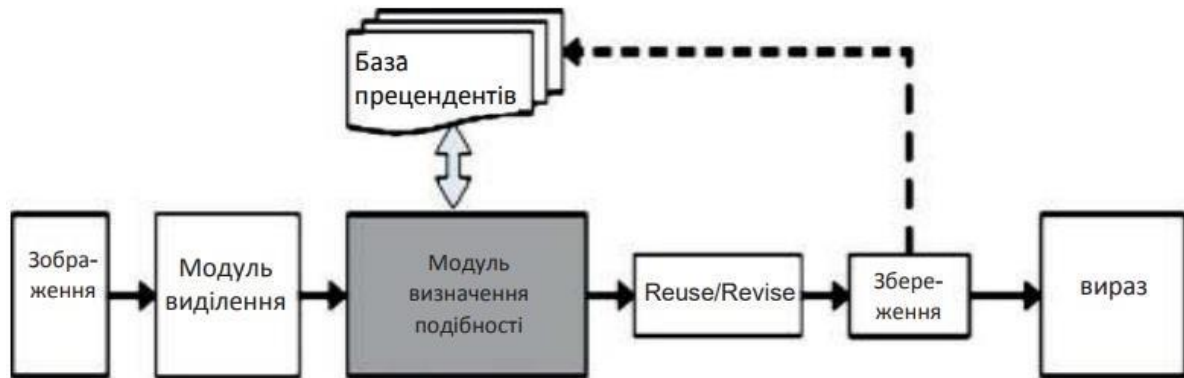 База
прецендентів
Зобра-
ження
Модуль
виділення
Модуль
визначення
подібності
Reuse/Revise
Збере-
ження
вираз